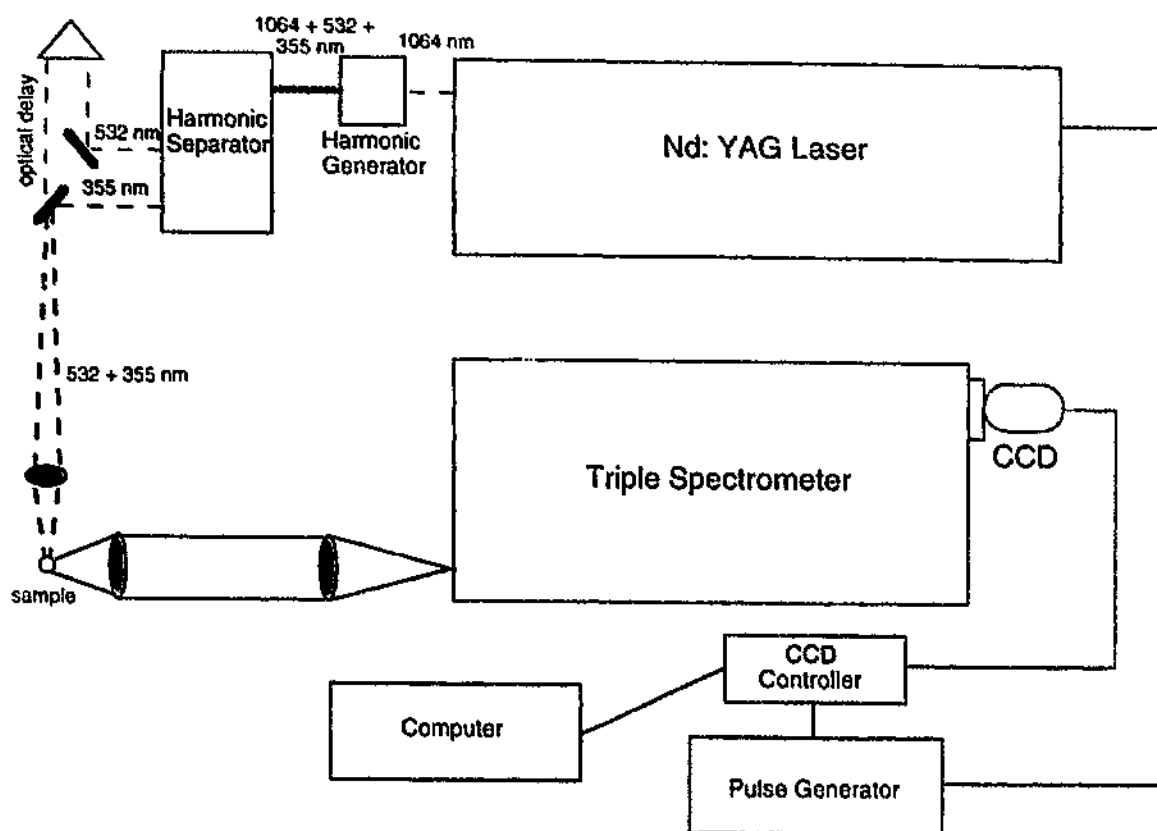 1064 + 532 +
355 nm
1064 nm
optical delay
532 nm
355 nm
Harmonic
Separator
Harmonic
Generator
Nd: YAG Laser
532 + 355 nm
Triple Spectrometer
CCD
sample
CCD
Controller
Computer
Pulse Generator